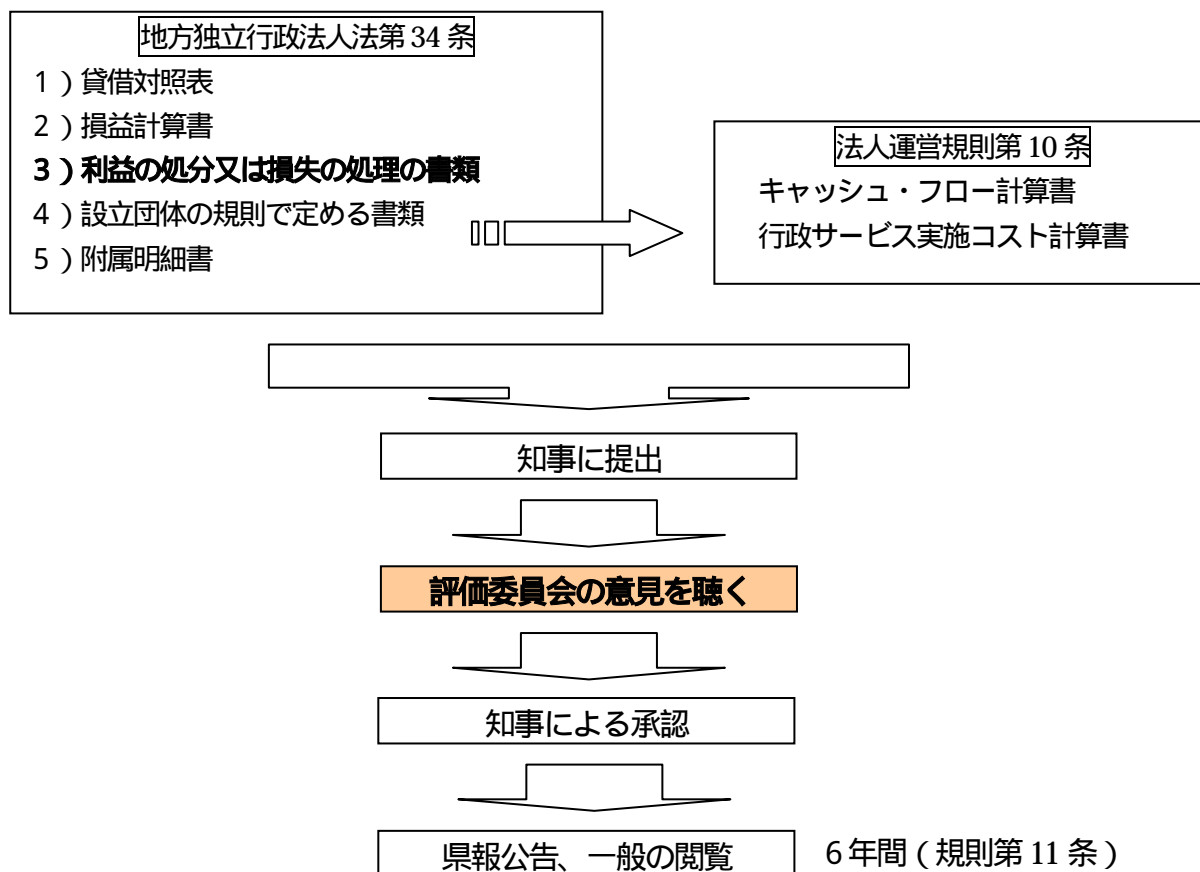 地方独立行政法人法第 34 条
1 ）貸借対照表
2 ）損益計算書
3 ）利益の処分又は損失の処理の書類
4 ）設立団体の規則で定める書類
5 ）附属明細書
法人運営規則第 10 条
キャッシュ・フロー計算書
行政サービス実施コスト計算書
知事に提出
評価委員会の意見を聴く
知事による承認
県報公告、一般の閲覧
6 年間（規則第 11 条）